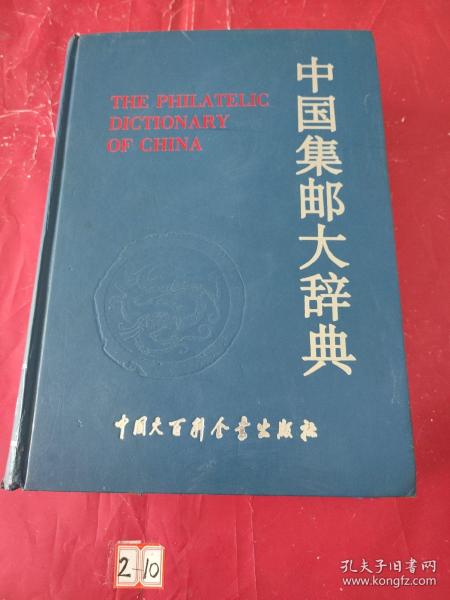 THE PHILATELIC
DICTIONARY
OF CHINA
中国集邮大辞典
中国大百科全书出版社
2-10
孔夫子旧书网
www.kongfz.com